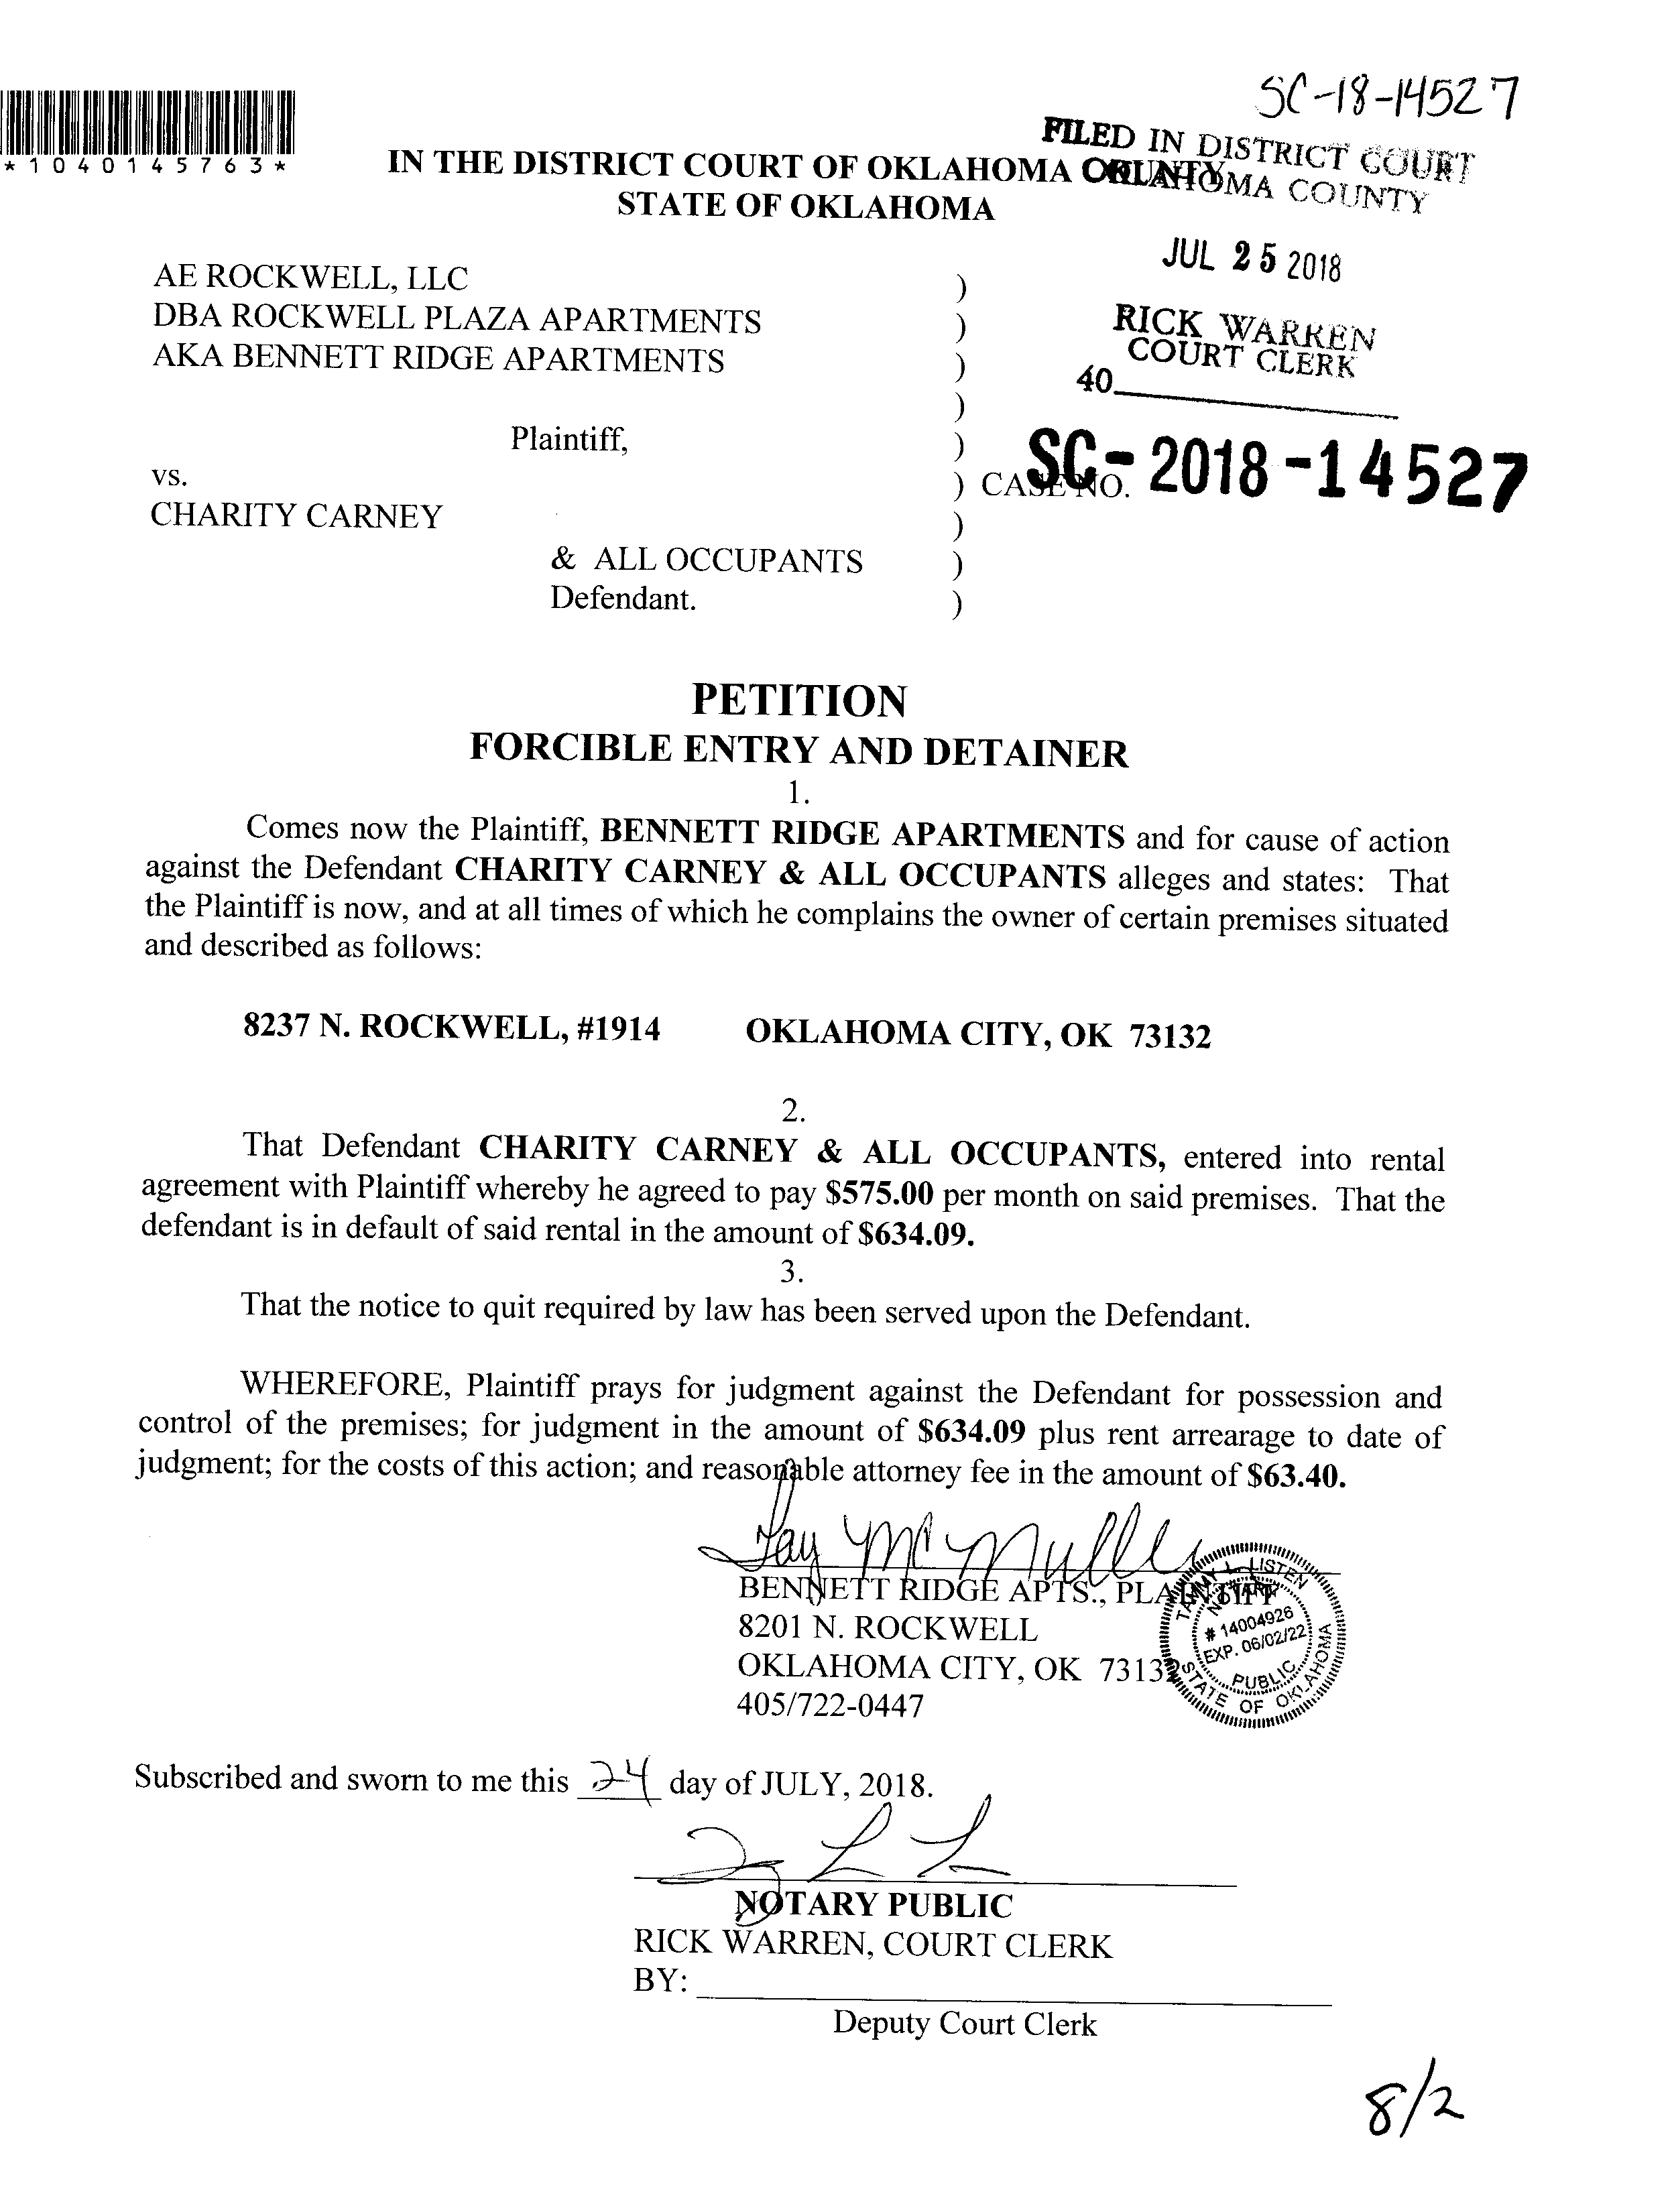 SC-18-14527
*1040145763*
FILED IN DISTRICT COURT
OKLAHOMA COUNTY
IN THE DISTRICT COURT OF OKLAHOMA COUNTY
STATE OF OKLAHOMA
JUL 25 2018
RICK WARREN
COURT CLERK
40
AE ROCKWELL, LLC )
DBA ROCKWELL PLAZA APARTMENTS )
AKA BENNETT RIDGE APARTMENTS )
)
Plaintiff, )
vs. ) CASE NO. SC-2018-14527
CHARITY CARNEY )
& ALL OCCUPANTS )
Defendant. )
PETITION
FORCIBLE ENTRY AND DETAINER
1.
Comes now the Plaintiff, BENNETT RIDGE APARTMENTS and for cause of action
against the Defendant CHARITY CARNEY & ALL OCCUPANTS alleges and states: That
the Plaintiff is now, and at all times of which he complains the owner of certain premises situated
and described as follows:
8237 N. ROCKWELL, #1914 OKLAHOMA CITY, OK 73132
2.
That Defendant CHARITY CARNEY & ALL OCCUPANTS, entered into rental
agreement with Plaintiff whereby he agreed to pay $575.00 per month on said premises. That the
defendant is in default of said rental in the amount of $634.09.
3.
That the notice to quit required by law has been served upon the Defendant.
WHEREFORE, Plaintiff prays for judgment against the Defendant for possession and
control of the premises; for judgment in the amount of $634.09 plus rent arrearage to date of
judgment; for the costs of this action; and reasonable attorney fee in the amount of $63.40.
BENNETT RIDGE APTS., PLAINTIFF
8201 N. ROCKWELL
OKLAHOMA CITY, OK 73132
405/722-0447
TAMMY L. LISTEN
NOTARY
# 14004926
EXP. 06/02/22
PUBLIC
STATE OF OKLAHOMA
Subscribed and sworn to me this 24 day of JULY, 2018.
NOTARY PUBLIC
RICK WARREN, COURT CLERK
BY:
Deputy Court Clerk
8/2